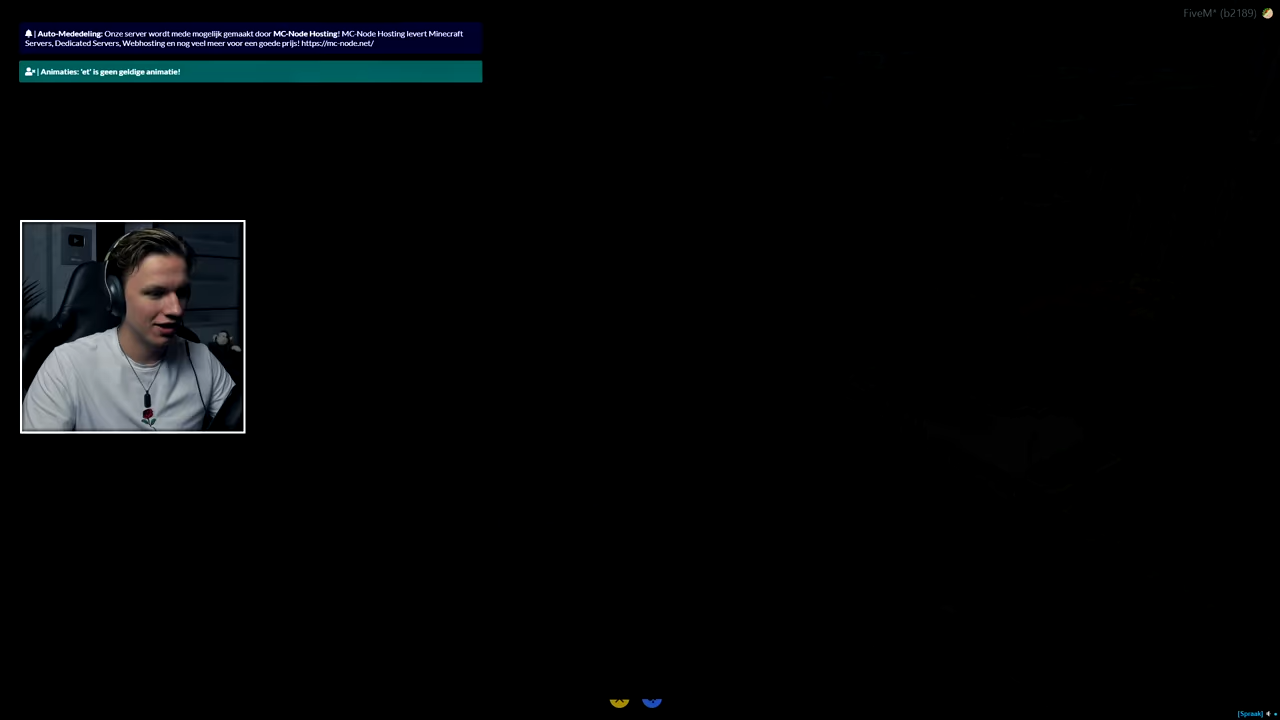 FiveM* (b2189)
| Auto-Mededeling: Onze server wordt mede mogelijk gemaakt door MC-Node Hosting! MC-Node Hosting levert Minecraft
Servers, Dedicated Servers, Webhosting en nog veel meer voor een goede prijs! https://mc-node.net/
| Animaties: 'et' is geen geldige animatie!
[Spraak]